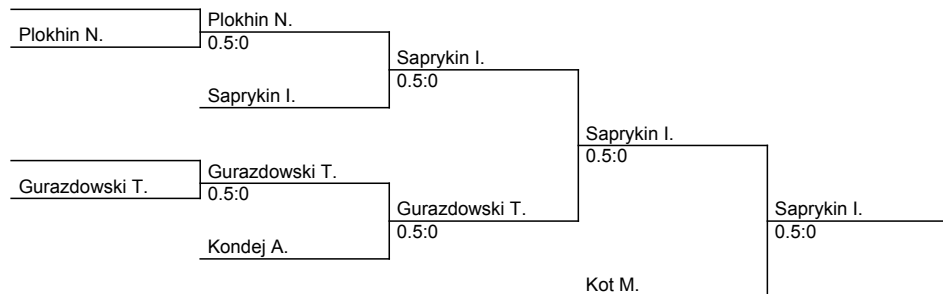 Plokhin N.
Plokhin N.
0.5:0
Saprykin I.
Saprykin I.
0.5:0
Gurazdowski T.
Gurazdowski T.
0.5:0
Kondej A.
Gurazdowski T.
0.5:0
Saprykin I.
0.5:0
Kot M.
Saprykin I.
0.5:0